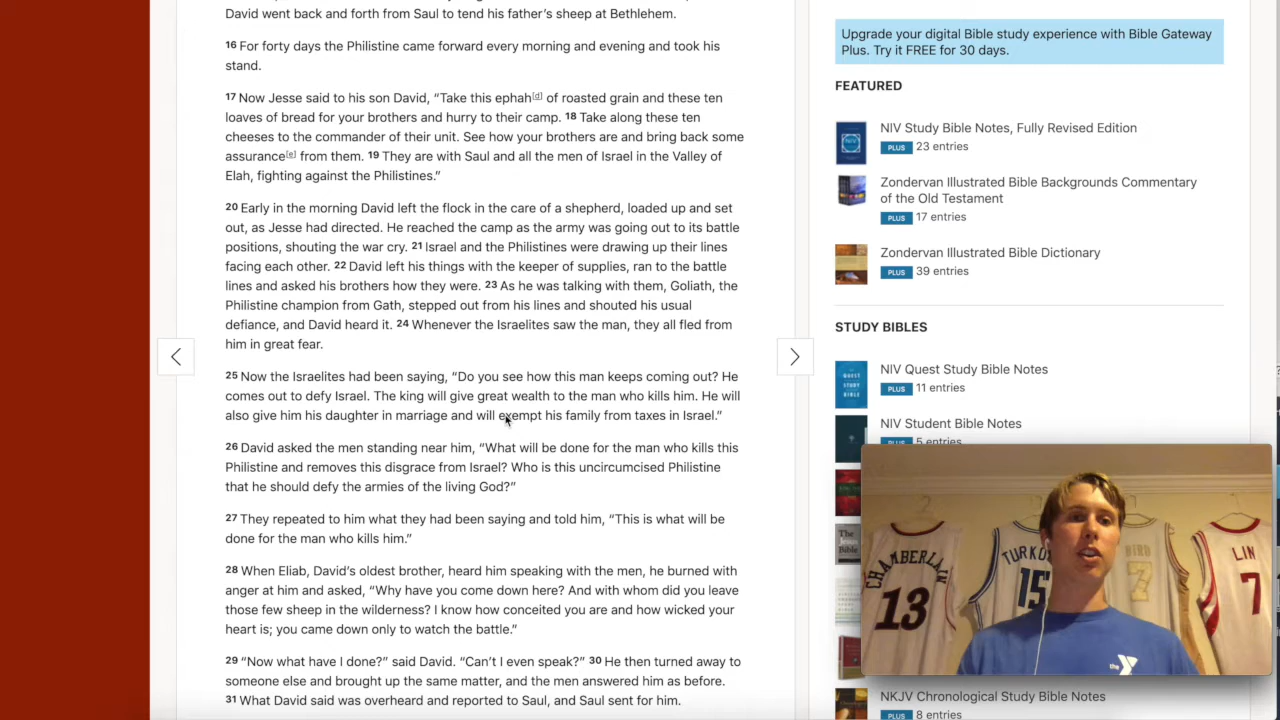 David went back and forth from Saul to tend his father’s sheep at Bethlehem.
16 For forty days the Philistine came forward every morning and evening and took his
stand.
17 Now Jesse said to his son David, “Take this ephah[d] of roasted grain and these ten
loaves of bread for your brothers and hurry to their camp. 18 Take along these ten
cheeses to the commander of their unit. See how your brothers are and bring back some
assurance[e] from them. 19 They are with Saul and all the men of Israel in the Valley of
Elah, fighting against the Philistines.”
20 Early in the morning David left the flock in the care of a shepherd, loaded up and set
out, as Jesse had directed. He reached the camp as the army was going out to its battle
positions, shouting the war cry. 21 Israel and the Philistines were drawing up their lines
facing each other. 22 David left his things with the keeper of supplies, ran to the battle
lines and asked his brothers how they were. 23 As he was talking with them, Goliath, the
Philistine champion from Gath, stepped out from his lines and shouted his usual
defiance, and David heard it. 24 Whenever the Israelites saw the man, they all fled from
him in great fear.
25 Now the Israelites had been saying, “Do you see how this man keeps coming out? He
comes out to defy Israel. The king will give great wealth to the man who kills him. He will
also give him his daughter in marriage and will exempt his family from taxes in Israel.”
26 David asked the men standing near him, “What will be done for the man who kills this
Philistine and removes this disgrace from Israel? Who is this uncircumcised Philistine
that he should defy the armies of the living God?”
27 They repeated to him what they had been saying and told him, “This is what will be
done for the man who kills him.”
28 When Eliab, David’s oldest brother, heard him speaking with the men, he burned with
anger at him and asked, “Why have you come down here? And with whom did you leave
those few sheep in the wilderness? I know how conceited you are and how wicked your
heart is; you came down only to watch the battle.”
29 “Now what have I done?” said David. “Can’t I even speak?” 30 He then turned away to
someone else and brought up the same matter, and the men answered him as before.
31 What David said was overheard and reported to Saul, and Saul sent for him.
Upgrade your digital Bible study experience with Bible Gateway
Plus. Try it FREE for 30 days.
FEATURED
NIV Study Bible Notes, Fully Revised Edition
PLUS 23 entries
Zondervan Illustrated Bible Backgrounds Commentary
of the Old Testament
PLUS 17 entries
Zondervan Illustrated Bible Dictionary
PLUS 39 entries
STUDY BIBLES
NIV Quest Study Bible Notes
PLUS 11 entries
NIV Student Bible Notes
PLUS 5 entries
The
Jesus
Bible
CHAMBERLAIN
13
TURKO
15
BIRD
7
LIN
7
the Y
NKJV Chronological Study Bible Notes
PLUS 8 entries